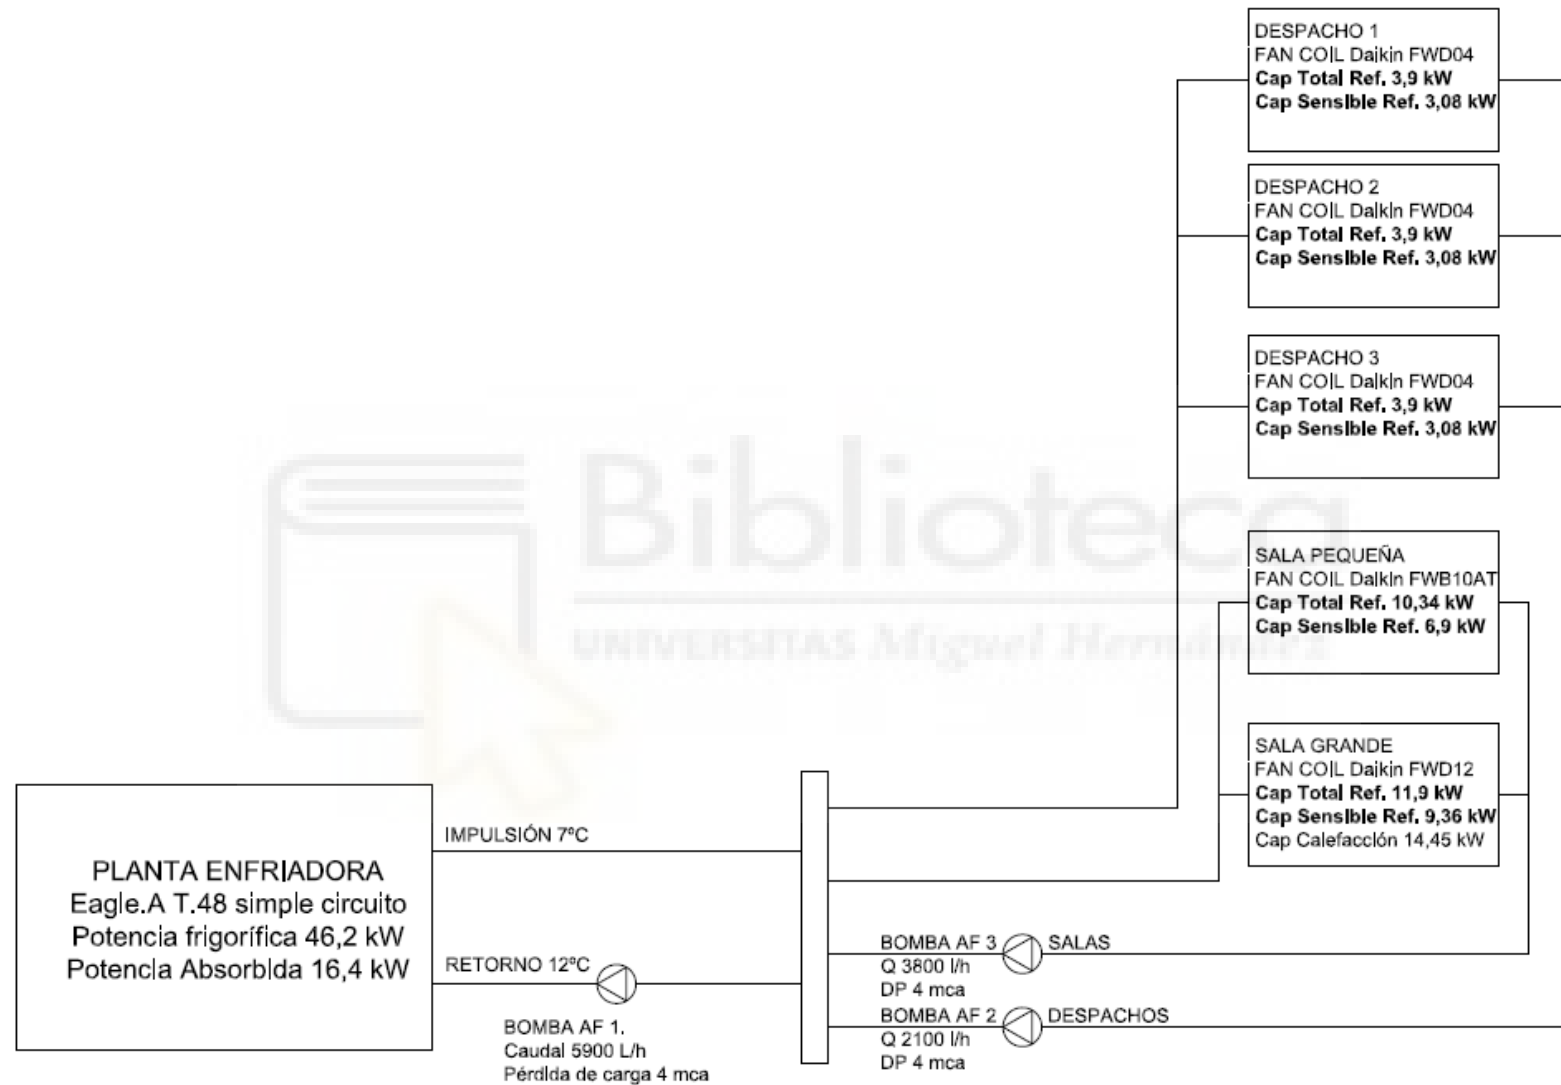 DESPACHO 1
FAN COIL Daikin FWD04
Cap Total Ref. 3,9 kW
Cap Sensible Ref. 3,08 kW
DESPACHO 2
FAN COIL Daikin FWD04
Cap Total Ref. 3,9 kW
Cap Sensible Ref. 3,08 kW
DESPACHO 3
FAN COIL Daikin FWD04
Cap Total Ref. 3,9 kW
Cap Sensible Ref. 3,08 kW
Biblioteca
UNIVERSITAS Miguel Hernández
SALA PEQUEÑA
FAN COIL Daikin FWB10AT
Cap Total Ref. 10,34 kW
Cap Sensible Ref. 6,9 kW
SALA GRANDE
FAN COIL Daikin FWD12
Cap Total Ref. 11,9 kW
Cap Sensible Ref. 9,36 kW
Cap Calefacción 14,45 kW
PLANTA ENFRIADORA
Eagle.A T.48 simple circuito
Potencia frigorífica 46,2 kW
Potencia Absorbida 16,4 kW
IMPULSIÓN 7ºC
RETORNO 12ºC
BOMBA AF 1.
Caudal 5900 L/h
Pérdida de carga 4 mca
BOMBA AF 3
SALAS
Q 3800 l/h
DP 4 mca
BOMBA AF 2
DESPACHOS
Q 2100 l/h
DP 4 mca